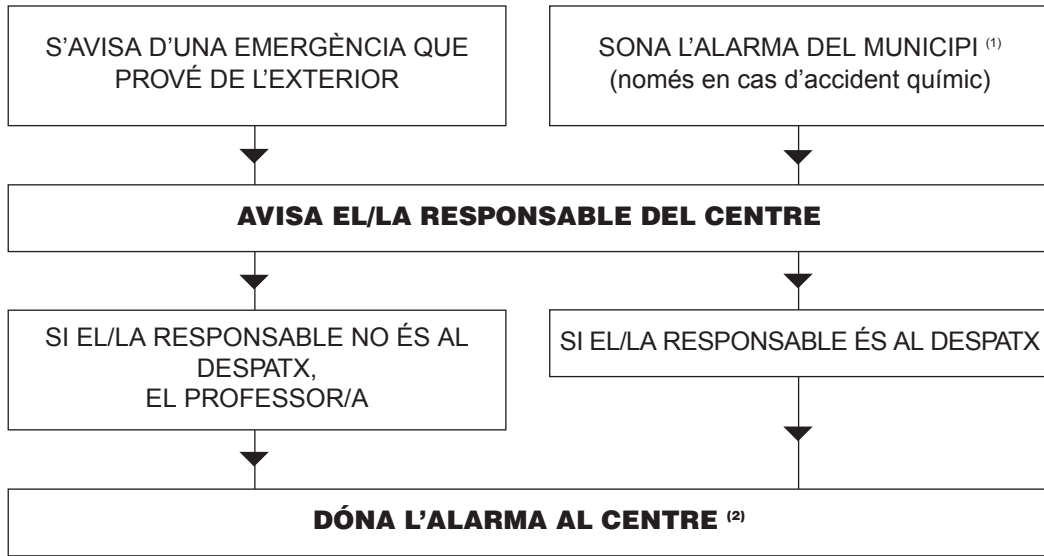 S’AVISA D’UNA EMERGÈNCIA QUE
PROVÉ DE L’EXTERIOR
SONA L’ALARMA DEL MUNICIPI (1)
(només en cas d’accident químic)
AVISA EL/LA RESPONSABLE DEL CENTRE
SI EL/LA RESPONSABLE NO ÉS AL
DESPATX,
EL PROFESSOR/A
SI EL/LA RESPONSABLE ÉS AL DESPATX
DÓNA L’ALARMA AL CENTRE (2)